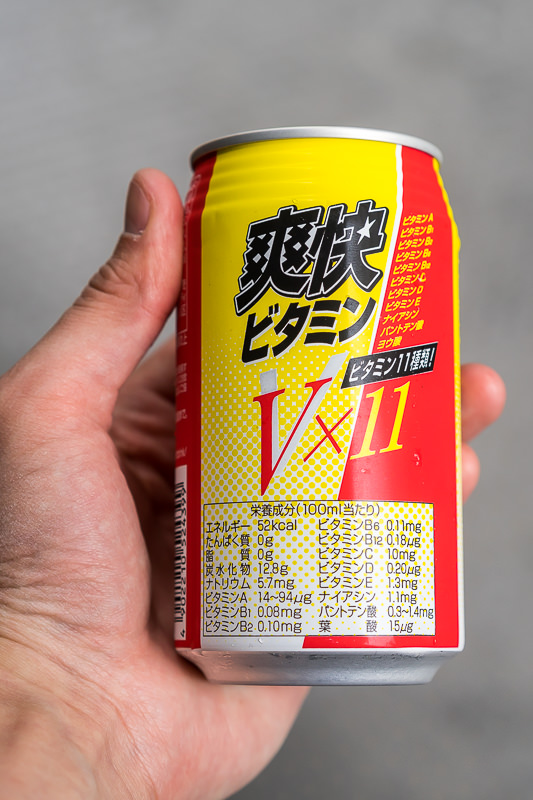 爽快
ビタミン
ビタミンA
ビタミンB₁
ビタミンB₂
ビタミンB₆
ビタミンB₁₂
ビタミンC
ビタミンD
ビタミンE
ナイアシン
パントテン酸
ヨウ酸
ビタミン11種類!
V×11
栄養成分(100ml当たり)
エネルギー 52kcal ビタミンB₆ 0.11mg
たんぱく質 0g ビタミンB₁₂ 0.18μg
脂質 0g ビタミンC 10mg
炭水化物 12.8g ビタミンD 0.20μg
ナトリウム 5.7mg ビタミンE 1.3mg
ビタミンA 14~94μg ナイアシン 1.1mg
ビタミンB₁ 0.08mg パントテン酸 0.3~1.4mg
ビタミンB₂ 0.10mg 葉酸 15μg